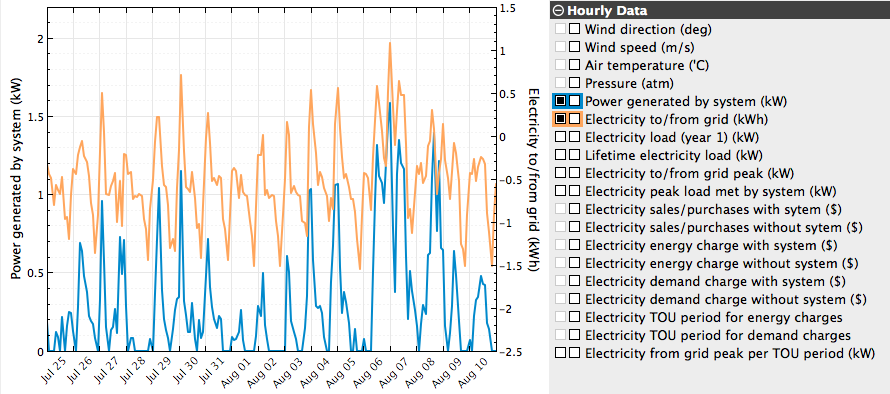 Power generated by system (kW)
2
1.5
1
0.5
0
1.5
1
0.5
0
-0.5
-1
-1.5
-2
-2.5
Electricity to/from grid (kWh)
Jul 25
Jul 26
Jul 27
Jul 28
Jul 29
Jul 30
Jul 31
Aug 01
Aug 02
Aug 03
Aug 04
Aug 05
Aug 06
Aug 07
Aug 08
Aug 09
Aug 10
Hourly Data
Wind direction (deg)
Wind speed (m/s)
Air temperature ('C)
Pressure (atm)
Power generated by system (kW)
Electricity to/from grid (kWh)
Electricity load (year 1) (kW)
Lifetime electricity load (kW)
Electricity to/from grid peak (kW)
Electricity peak load met by system (kW)
Electricity sales/purchases with sytem ($)
Electricity sales/purchases without sytem ($)
Electricity energy charge with system ($)
Electricity energy charge without system ($)
Electricity demand charge with system ($)
Electricity demand charge without system ($)
Electricity TOU period for energy charges
Electricity TOU period for demand charges
Electricity from grid peak per TOU period (kW)